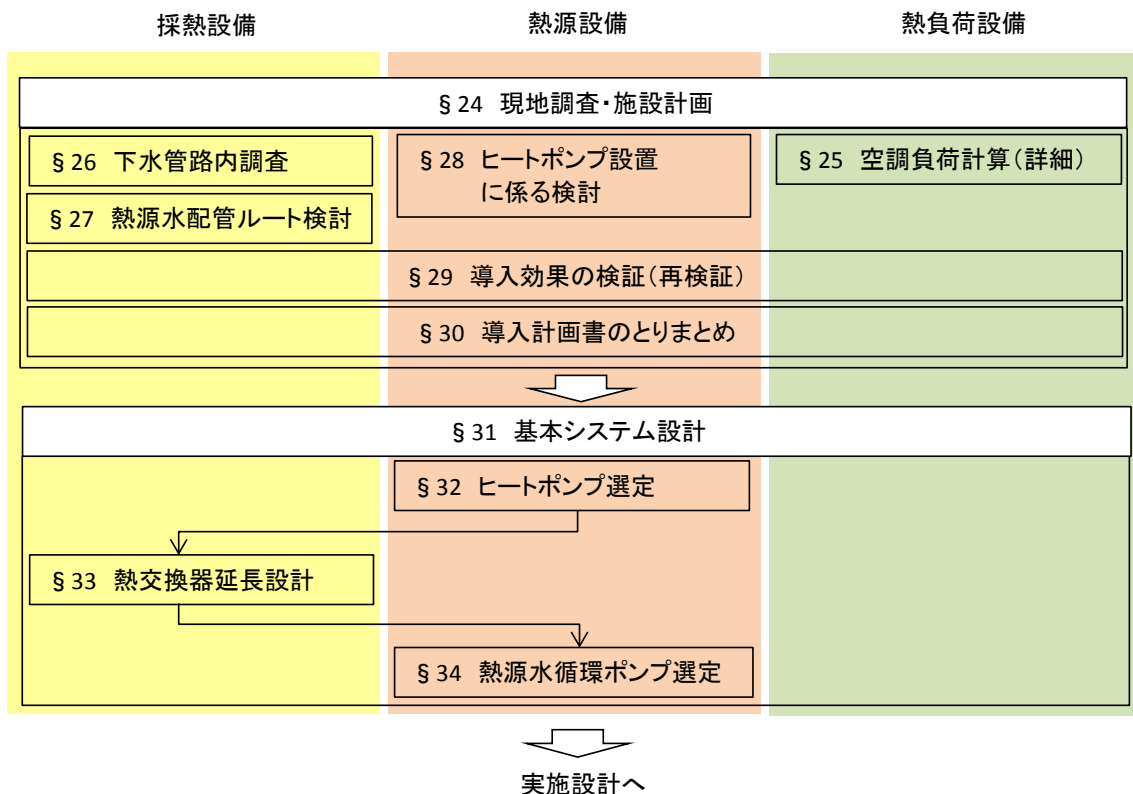 採熱設備
熱源設備
熱負荷設備
§24 現地調査・施設計画
§26 下水管路内調査
§28 ヒートポンプ設置
に係る検討
§25 空調負荷計算(詳細)
§27 熱源水配管ルート検討
§29 導入効果の検証(再検証)
§30 導入計画書のとりまとめ
§31 基本システム設計
§32 ヒートポンプ選定
§33 熱交換器延長設計
§34 熱源水循環ポンプ選定
実施設計へ